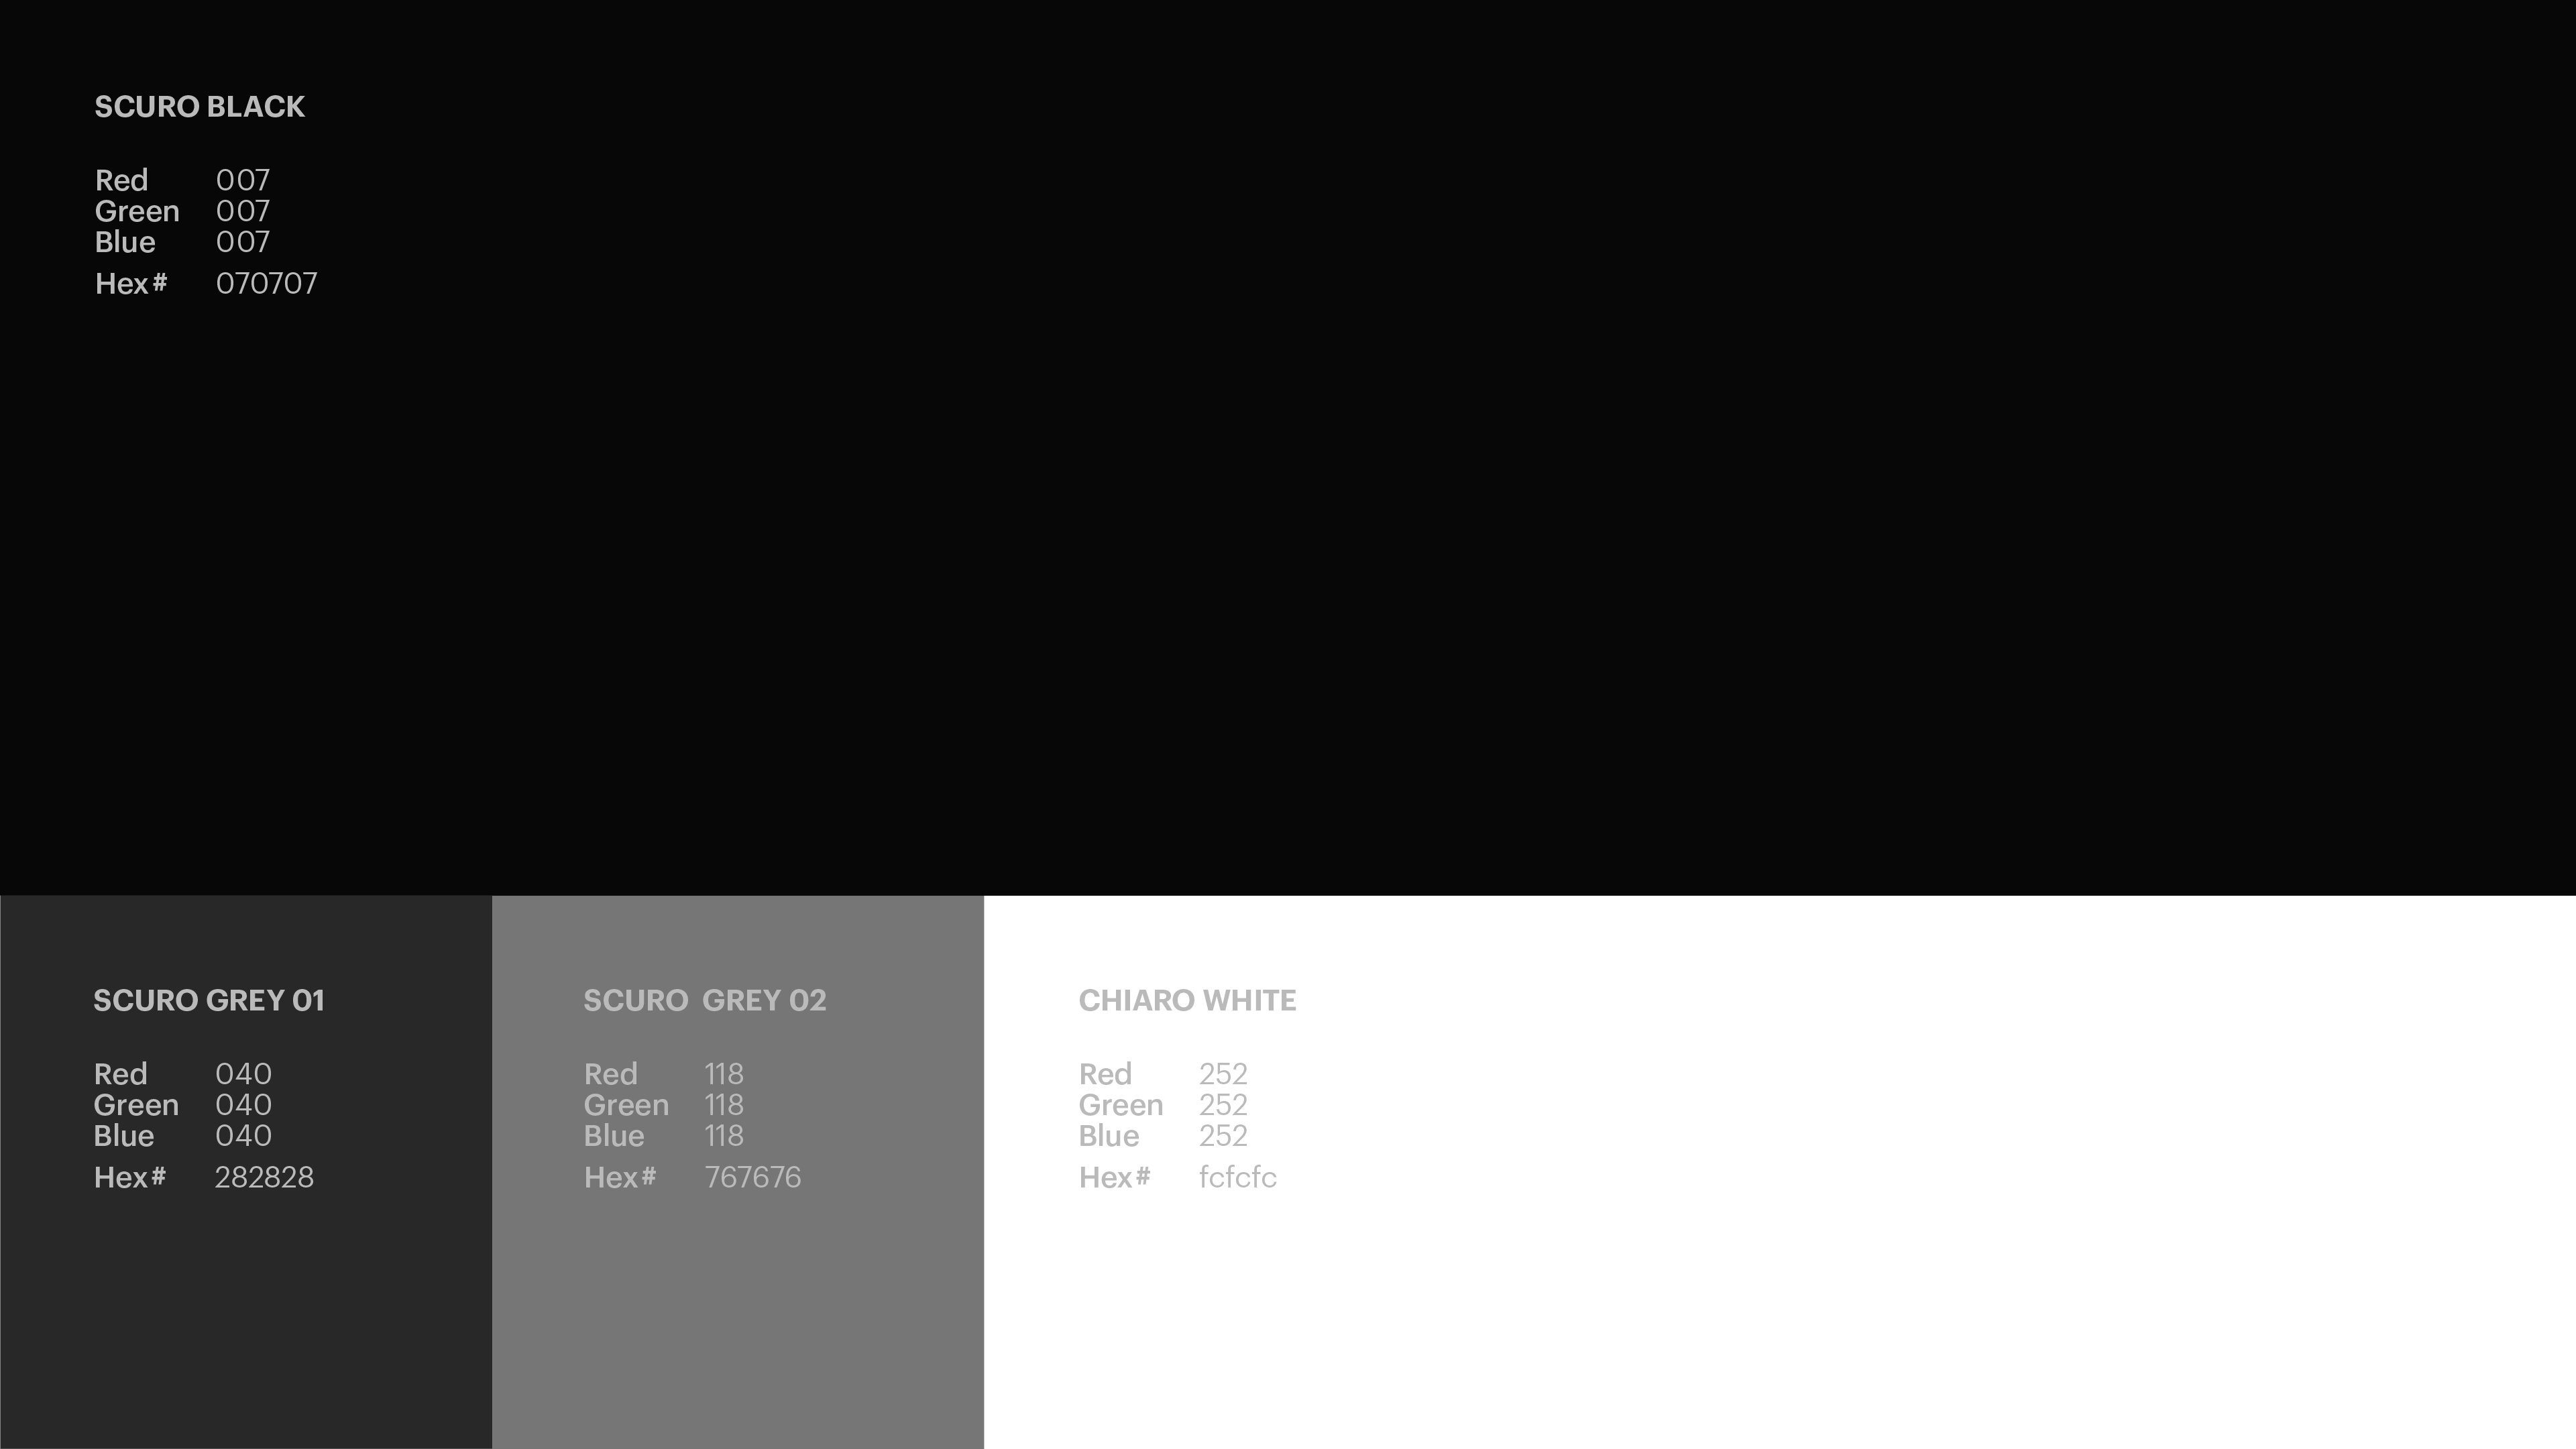 SCURO BLACK
Red 007
Green 007
Blue 007
Hex# 070707
SCURO GREY 01
Red 040
Green 040
Blue 040
Hex# 282828
SCURO GREY 02
Red 118
Green 118
Blue 118
Hex# 767676
CHIARO WHITE
Red 252
Green 252
Blue 252
Hex# fcfcfc